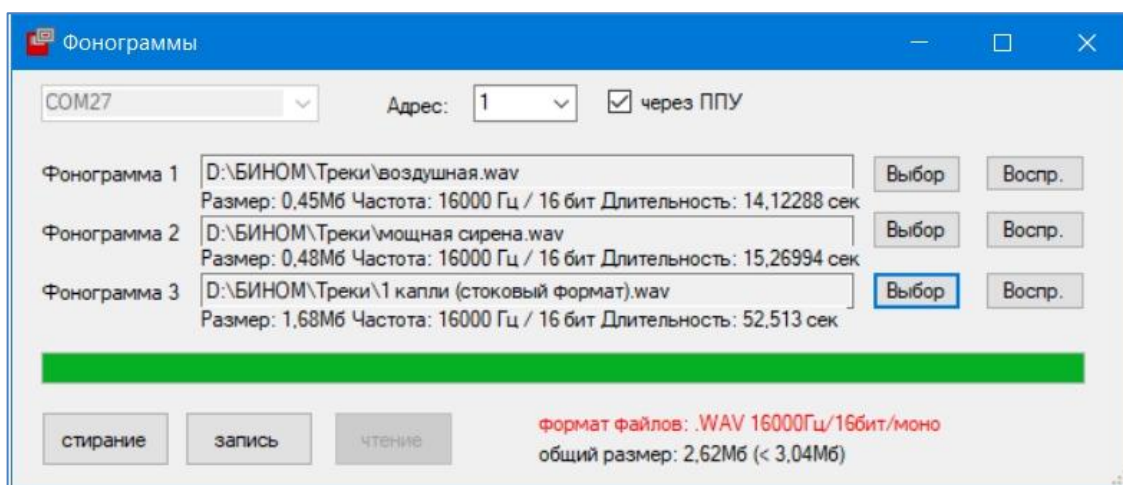 Фонограммы
COM27 Адрес: 1 через ППУ
Фонограмма 1 D:\БИНОМ\Треки\воздушная.wav Выбор Воспр.
Размер: 0,45Мб Частота: 16000 Гц / 16 бит Длительность: 14,12288 сек
Фонограмма 2 D:\БИНОМ\Треки\мощная сирена.wav Выбор Воспр.
Размер: 0,48Мб Частота: 16000 Гц / 16 бит Длительность: 15,26994 сек
Фонограмма 3 D:\БИНОМ\Треки\1 капли (стоковый формат).wav Выбор Воспр.
Размер: 1,68Мб Частота: 16000 Гц / 16 бит Длительность: 52,513 сек
стирание запись чтение
формат файлов: .WAV 16000Гц/16бит/моно
общий размер: 2,62Мб (< 3,04Мб)